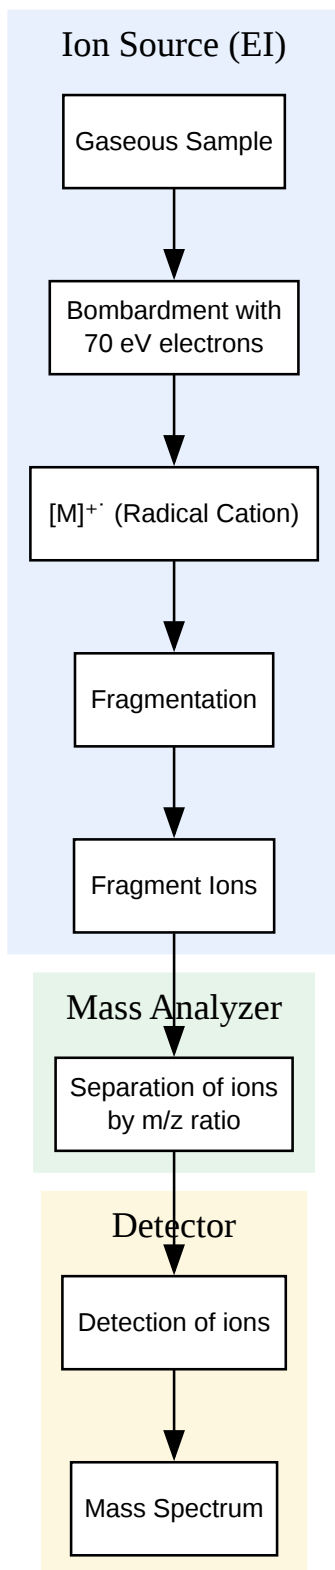 Ion Source (EI)
Gaseous Sample
Bombardment with
70 eV electrons
[M]⁺˙ (Radical Cation)
Fragmentation
Fragment Ions
Mass Analyzer
Separation of ions
by m/z ratio
Detector
Detection of ions
Mass Spectrum